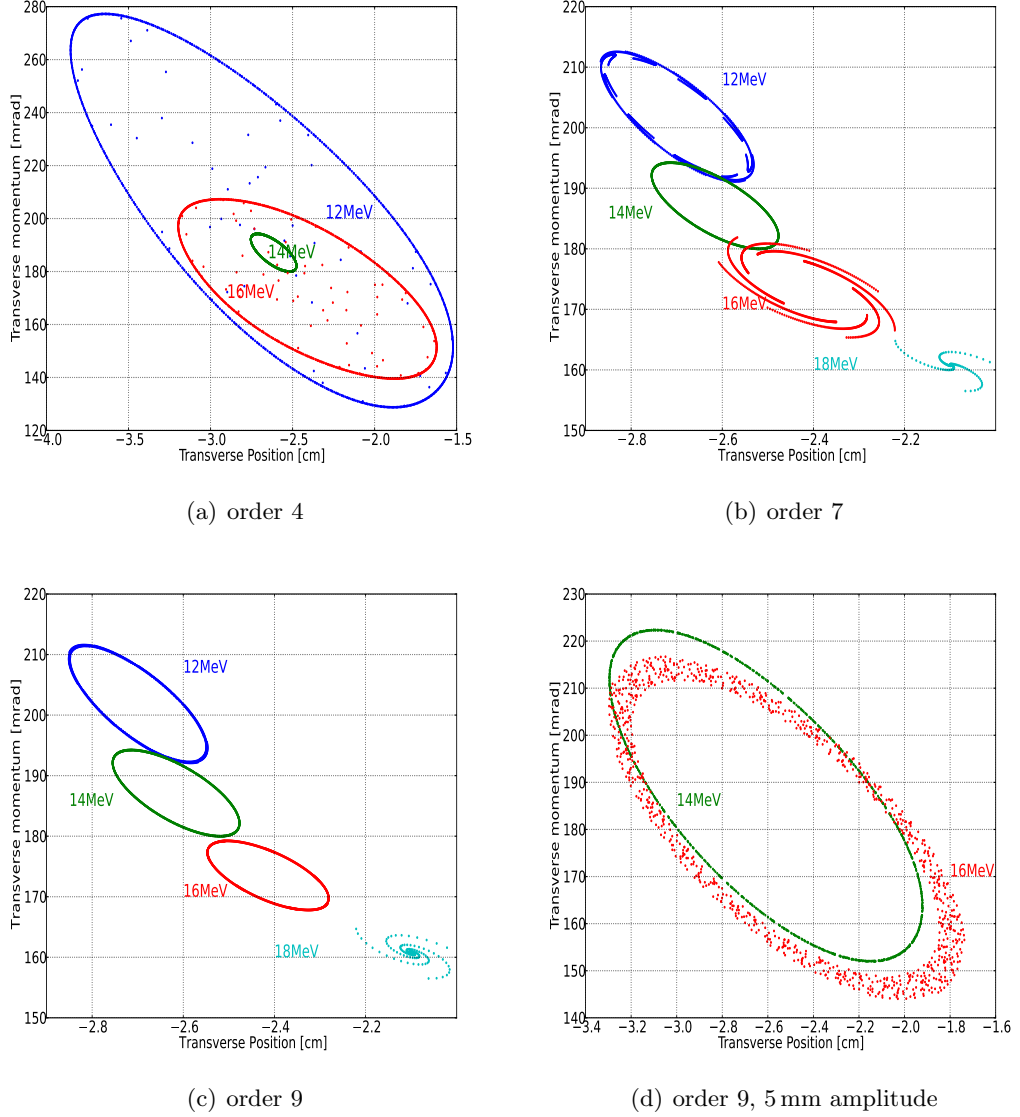 280
260
240
220
200
180
160
140
120
−4.0
−3.5
−3.0
−2.5
−2.0
−1.5
Transverse Position [cm]
Transverse momentum [mrad]
12MeV
14MeV
16MeV
(a) order 4
220
210
200
190
180
170
160
150
−2.8
−2.6
−2.4
−2.2
Transverse Position [cm]
Transverse momentum [mrad]
12MeV
14MeV
16MeV
18MeV
(b) order 7
220
210
200
190
180
170
160
150
−2.8
−2.6
−2.4
−2.2
Transverse Position [cm]
Transverse momentum [mrad]
12MeV
14MeV
16MeV
18MeV
(c) order 9
230
220
210
200
190
180
170
160
150
140
−3.4
−3.2
−3.0
−2.8
−2.6
−2.4
−2.2
−2.0
−1.8
−1.6
Transverse Position [cm]
Transverse momentum [mrad]
14MeV
16MeV
(d) order 9, 5 mm amplitude